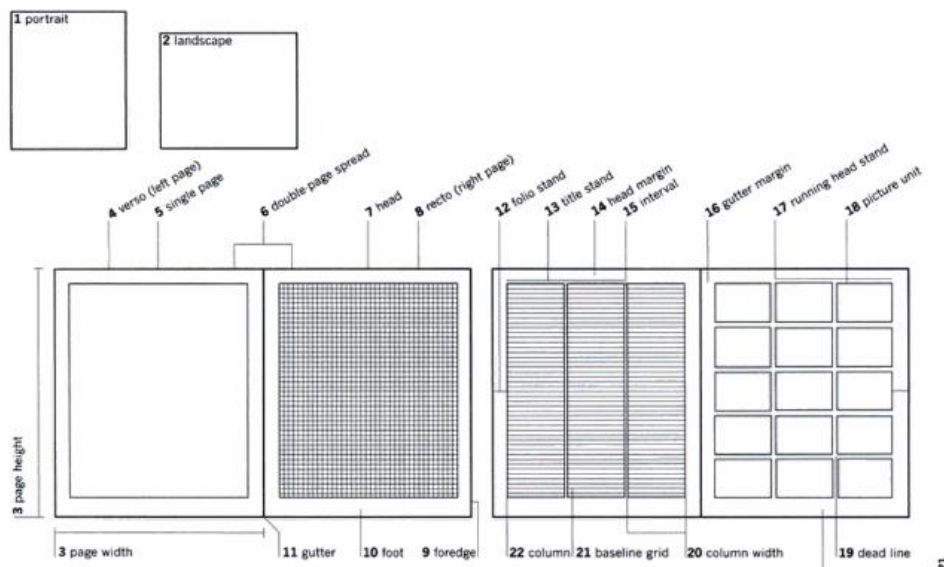 1 portrait
2 landscape
4 verso (left page)
5 single page
6 double-page spread
7 head
8 recto (right page)
12 folio stand
13 title stand
14 head margin
15 interval
16 gutter margin
17 running head stand
18 picture unit
3 page height
3 page width
11 gutter
10 foot
9 foredge
22 column
21 baseline grid
20 column width
19 dead line